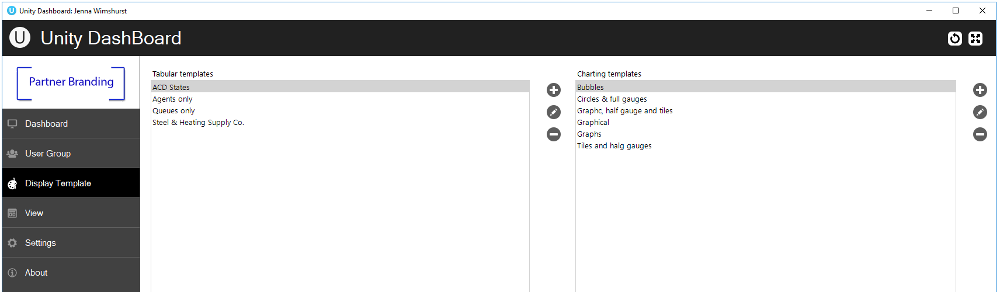 Unity Dashboard: Jenna Wimshurst
U Unity DashBoard
Partner Branding
Dashboard
User Group
Display Template
View
Settings
About
Tabular templates
ACD States
Agents only
Queues only
Steel & Heating Supply Co.
Charting templates
Bubbles
Circles & full gauges
Graphc, half gauge and tiles
Graphical
Graphs
Tiles and halg gauges